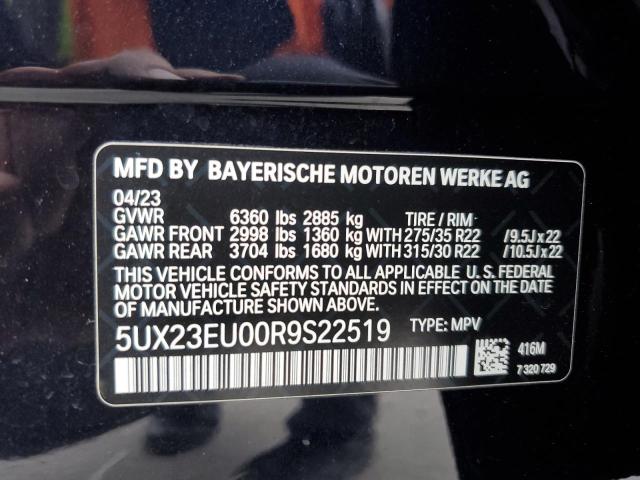 MFD BY BAYERISCHE MOTOREN WERKE AG
04/23
GVWR 6360 lbs 2885 kg TIRE / RIM
GAWR FRONT 2998 lbs 1360 kg WITH 275/35 R22 /9.5J x 22
GAWR REAR 3704 lbs 1680 kg WITH 315/30 R22 /10.5J x 22
THIS VEHICLE CONFORMS TO ALL APPLICABLE U. S. FEDERAL
MOTOR VEHICLE SAFETY STANDARDS IN EFFECT ON THE DATE
OF MANUFACTURE SHOWN ABOVE.
5UX23EU00R9S22519 TYPE: MPV
416M
7 320 729